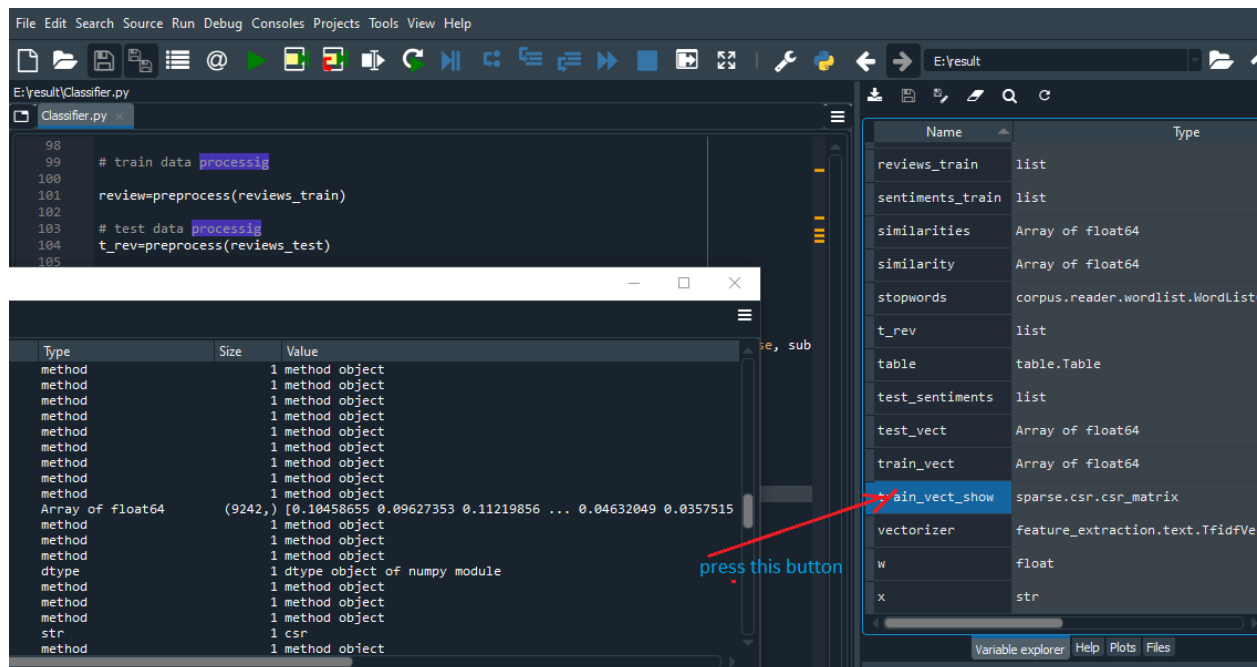 File Edit Search Source Run Debug Consoles Projects Tools View Help
E:\result
E:\result\Classifier.py
Classifier.py
98
99 # train data processig
100
101 review=preprocess(reviews_train)
102
103 # test data processig
104 t_rev=preprocess(reviews_test)
105
se, sub
Type Size Value
method 1 method object
method 1 method object
method 1 method object
method 1 method object
method 1 method object
method 1 method object
method 1 method object
method 1 method object
method 1 method object
Array of float64 (9242,) [0.10458655 0.09627353 0.11219856 ... 0.04632049 0.0357515
method 1 method object
method 1 method object
method 1 method object
dtype 1 dtype object of numpy module
method 1 method object
method 1 method object
method 1 method object
str 1 csr
method 1 method object
press this button
Name Type
reviews_train list
sentiments_train list
similarities Array of float64
similarity Array of float64
stopwords corpus.reader.wordlist.WordList
t_rev list
table table.Table
test_sentiments list
test_vect Array of float64
train_vect Array of float64
train_vect_show sparse.csr.csr_matrix
vectorizer feature_extraction.text.TfidfVe
w float
x str
Variable explorer Help Plots Files